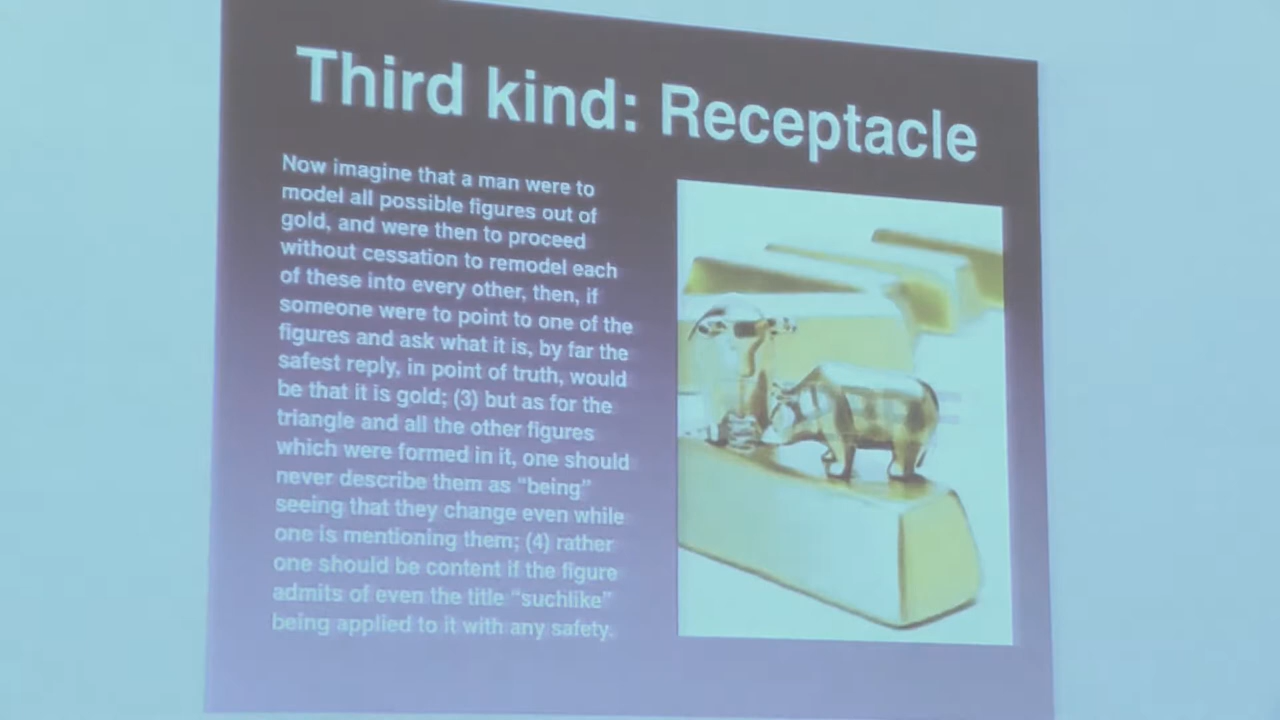 Third kind: Receptacle
Now imagine that a man were to
model all possible figures out of
gold, and were then to proceed
without cessation to remodel each
of these into every other, then, if
someone were to point to one of the
figures and ask what it is, by far the
safest reply, in point of truth, would
be that it is gold; (3) but as for the
triangle and all the other figures
which were formed in it, one should
never describe them as “being”
seeing that they change even while
one is mentioning them; (4) rather
one should be content if the figure
admits of even the title “suchlike”
being applied to it with any safety.